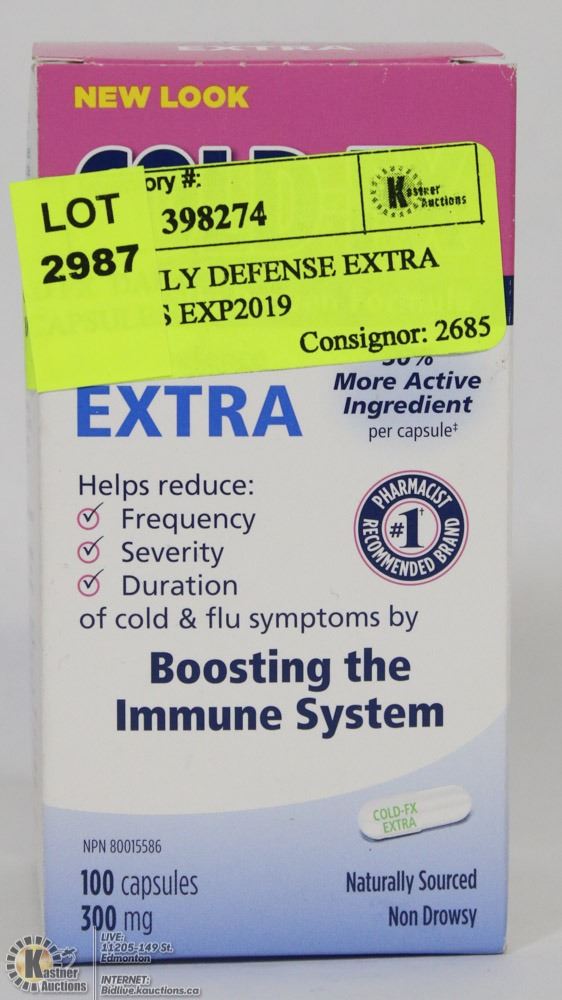 EXTRA
NEW LOOK
LOT
2987
ory #:
398274
Kastner
Auctions
LY DEFENSE EXTRA
S EXP2019
Consignor: 2685
EXTRA
50%
More Active
Ingredient
per capsule‡
Helps reduce:
Frequency
Severity
Duration
of cold & flu symptoms by
PHARMACIST
#1†
RECOMMENDED BRAND
Boosting the
Immune System
COLD-FX
EXTRA
NPN 80015586
100 capsules
300 mg
Naturally Sourced
Non Drowsy
Kastner
Auctions
LIVE:
11205-149 St.
Edmonton
INTERNET:
Bidlive.kauctions.ca